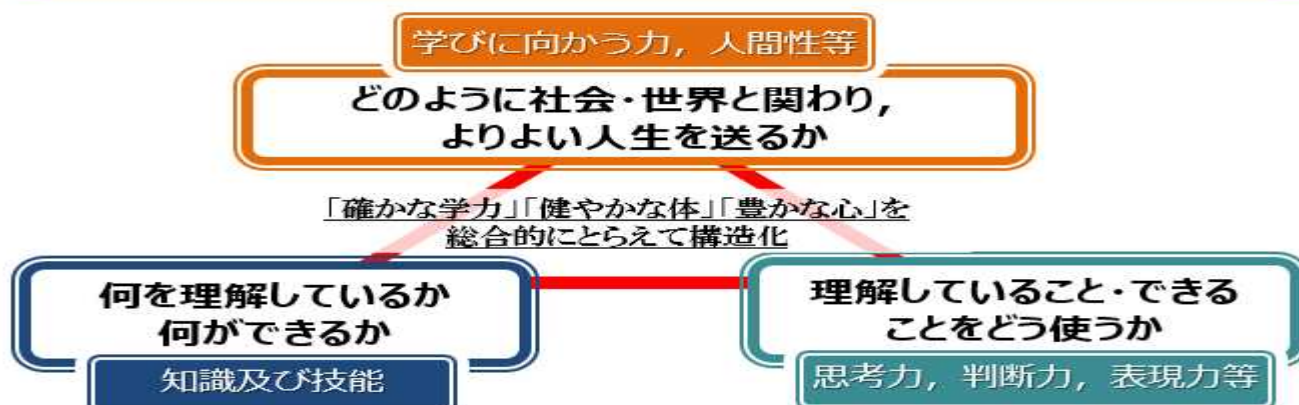 学びに向かう力，人間性等
どのように社会・世界と関わり，
よりよい人生を送るか
「確かな学力」「健やかな体」「豊かな心」を
総合的にとらえて構造化
何を理解しているか
何ができるか
知識及び技能
理解していること・できる
ことをどう使うか
思考力，判断力，表現力等